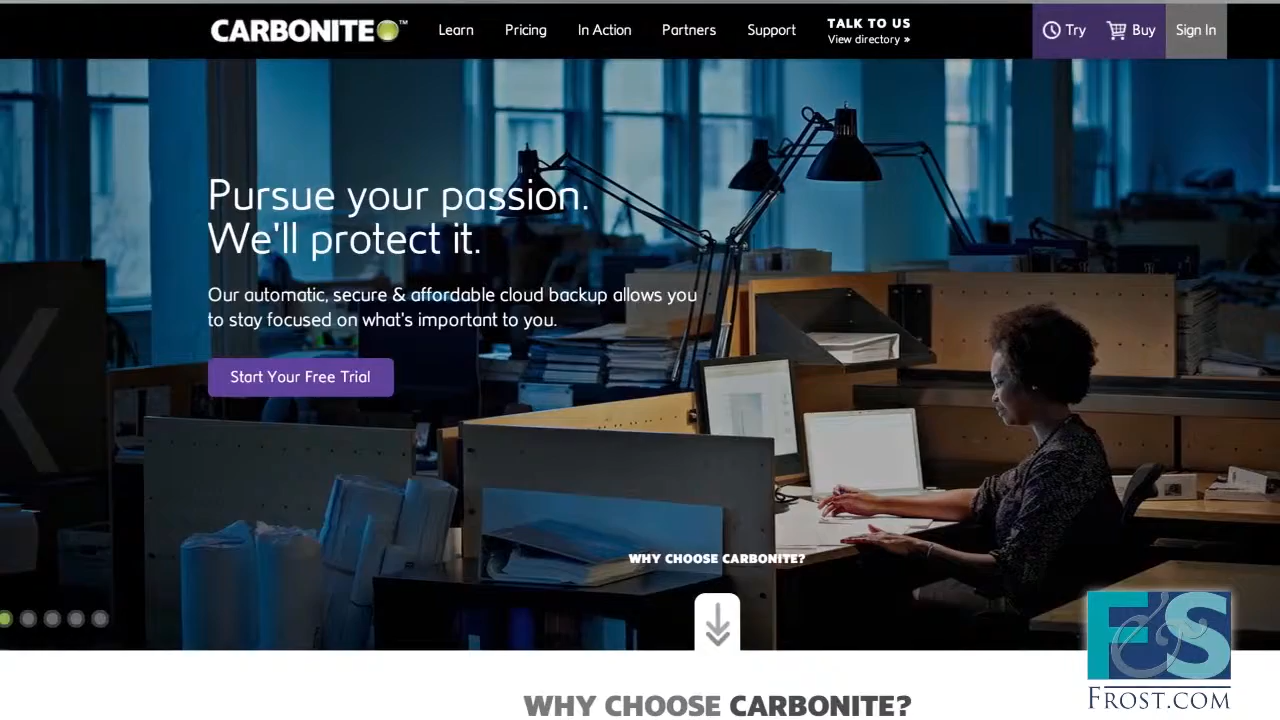 CARBONITE™
Learn
Pricing
In Action
Partners
Support
TALK TO US
View directory »
Try
Buy
Sign In
Pursue your passion.
We'll protect it.
Our automatic, secure & affordable cloud backup allows you
to stay focused on what's important to you.
Start Your Free Trial
WHY CHOOSE CARBONITE?
F&S
FROST.COM
WHY CHOOSE CARBONITE?